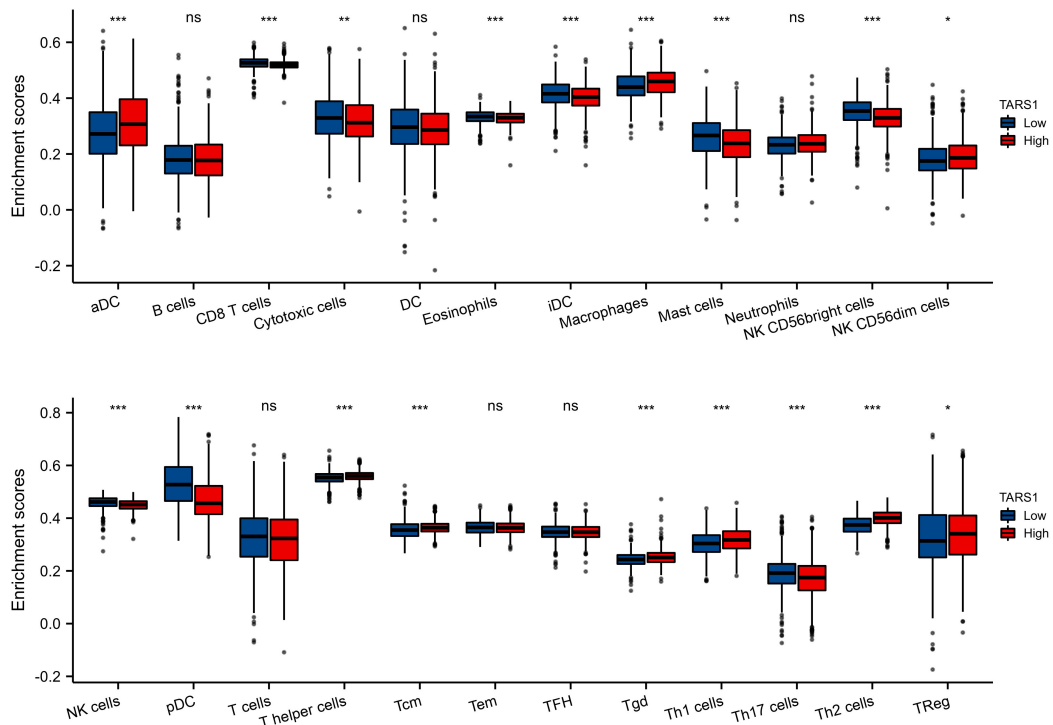 *** ns *** ** ns *** *** *** *** ns *** *
Enrichment scores
0.6
0.4
0.2
0.0
-0.2
aDC
B cells
CD8 T cells
Cytotoxic cells
DC
Eosinophils
iDC
Macrophages
Mast cells
Neutrophils
NK CD56bright cells
NK CD56dim cells
TARS1
Low
High
*** *** ns *** *** ns ns *** *** *** *** *
Enrichment scores
0.8
0.6
0.4
0.2
0.0
-0.2
NK cells
pDC
T cells
T helper cells
Tcm
Tem
TFH
Tgd
Th1 cells
Th17 cells
Th2 cells
TReg
TARS1
Low
High